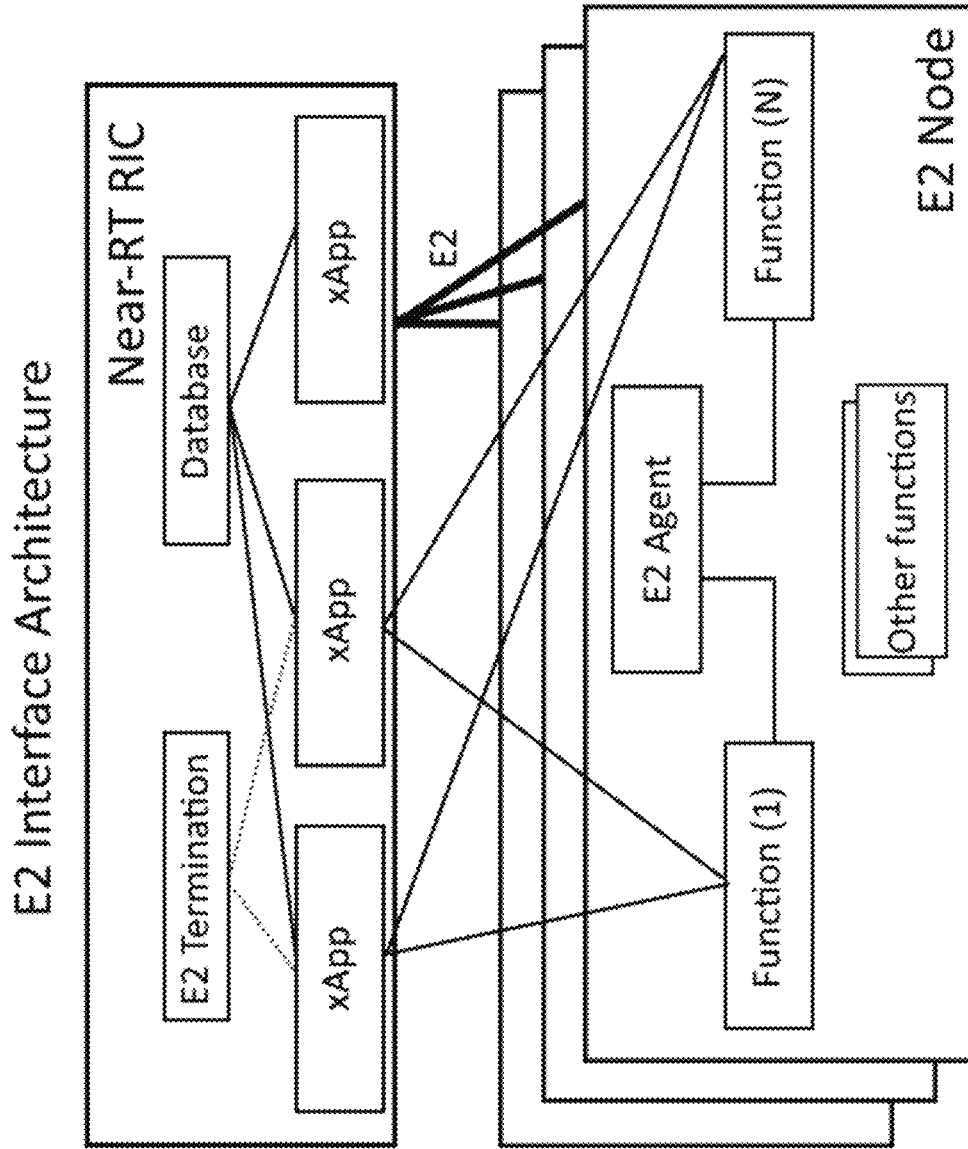 E2 Interface Architecture
Near-RT RIC
E2 Termination
Database
xApp
xApp
xApp
E2
E2 Agent
Function (1)
Function (N)
Other functions
E2 Node